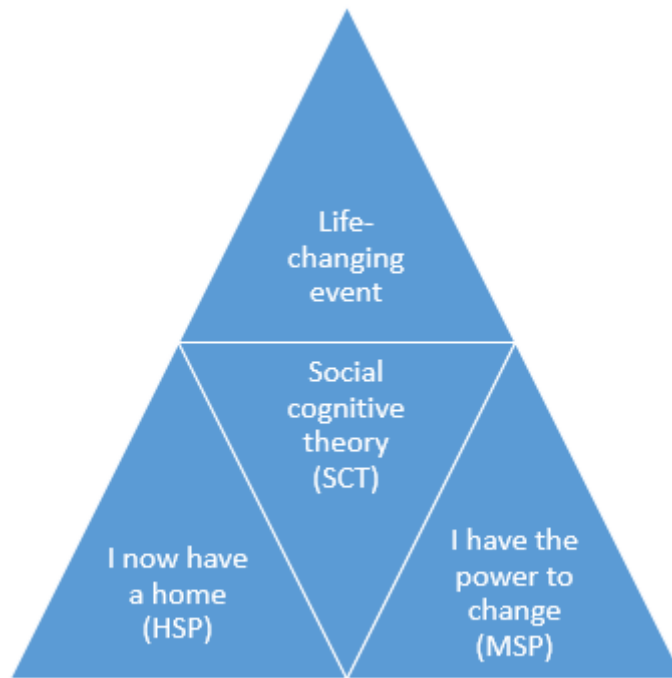 Life-
changing
event
Social
cognitive
theory
(SCT)
I now have
a home
(HSP)
I have the
power to
change
(MSP)